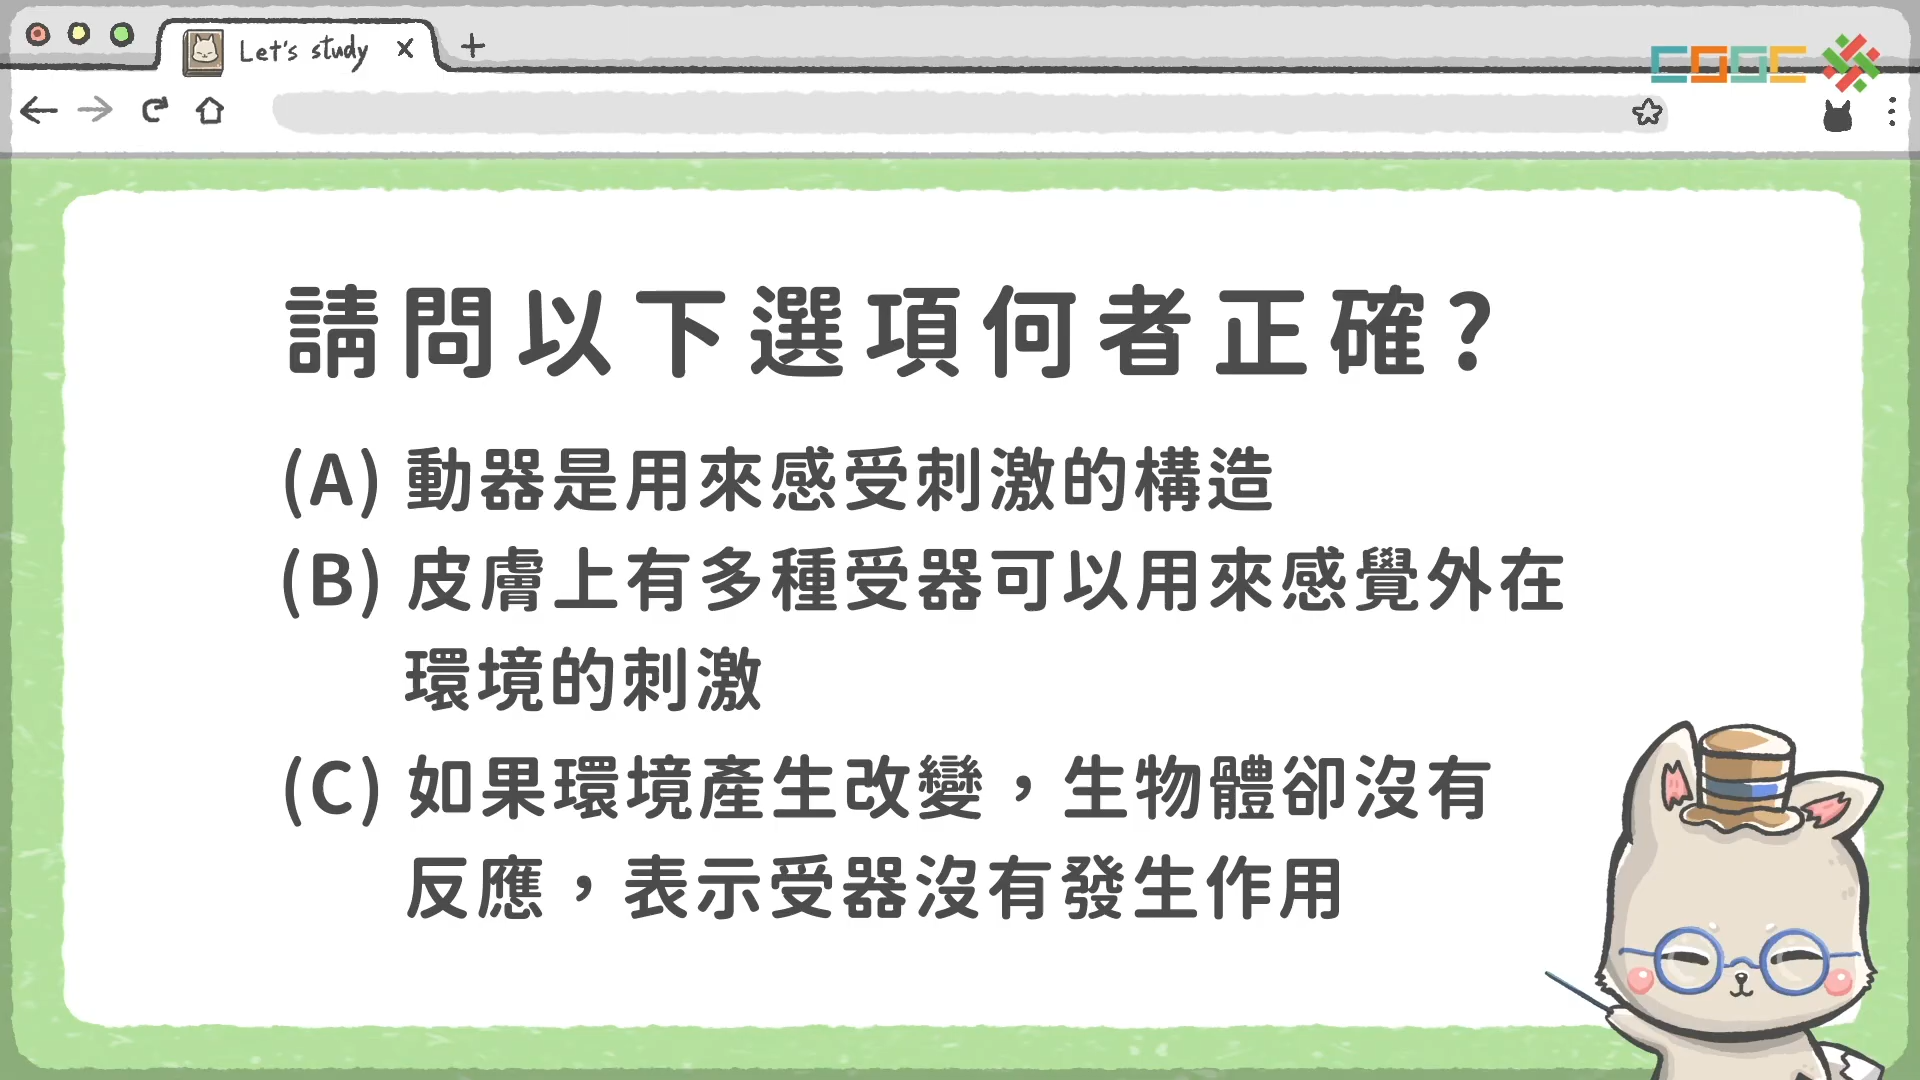 Let's study
請問以下選項何者正確?
(A) 動器是用來感受刺激的構造
(B) 皮膚上有多種受器可以用來感覺外在
環境的刺激
(C) 如果環境產生改變，生物體卻沒有
反應，表示受器沒有發生作用